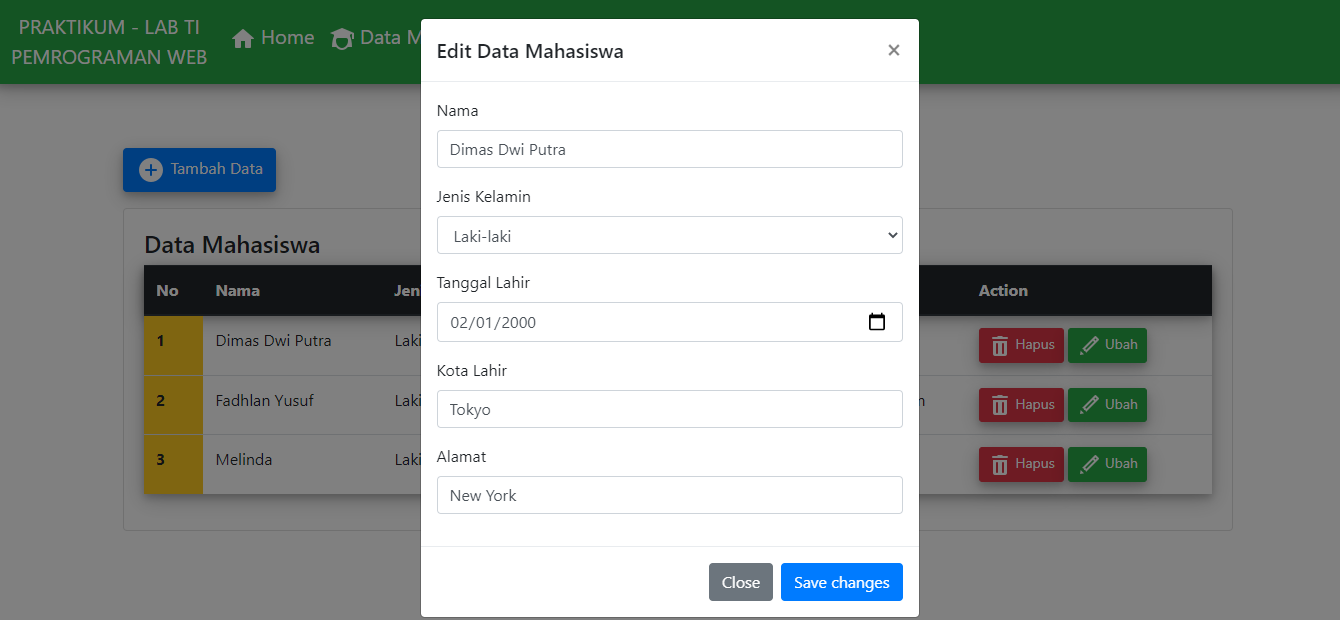 PRAKTIKUM - LAB TI
PEMROGRAMAN WEB
Home
Data M
Edit Data Mahasiswa
×
Nama
Dimas Dwi Putra
Jenis Kelamin
Laki-laki
Tanggal Lahir
02/01/2000
Kota Lahir
Tokyo
Alamat
New York
Close
Save changes
Tambah Data
Data Mahasiswa
No Nama Jen Action
1 Dimas Dwi Putra Laki Hapus Ubah
2 Fadhlan Yusuf Laki n Hapus Ubah
3 Melinda Laki Hapus Ubah